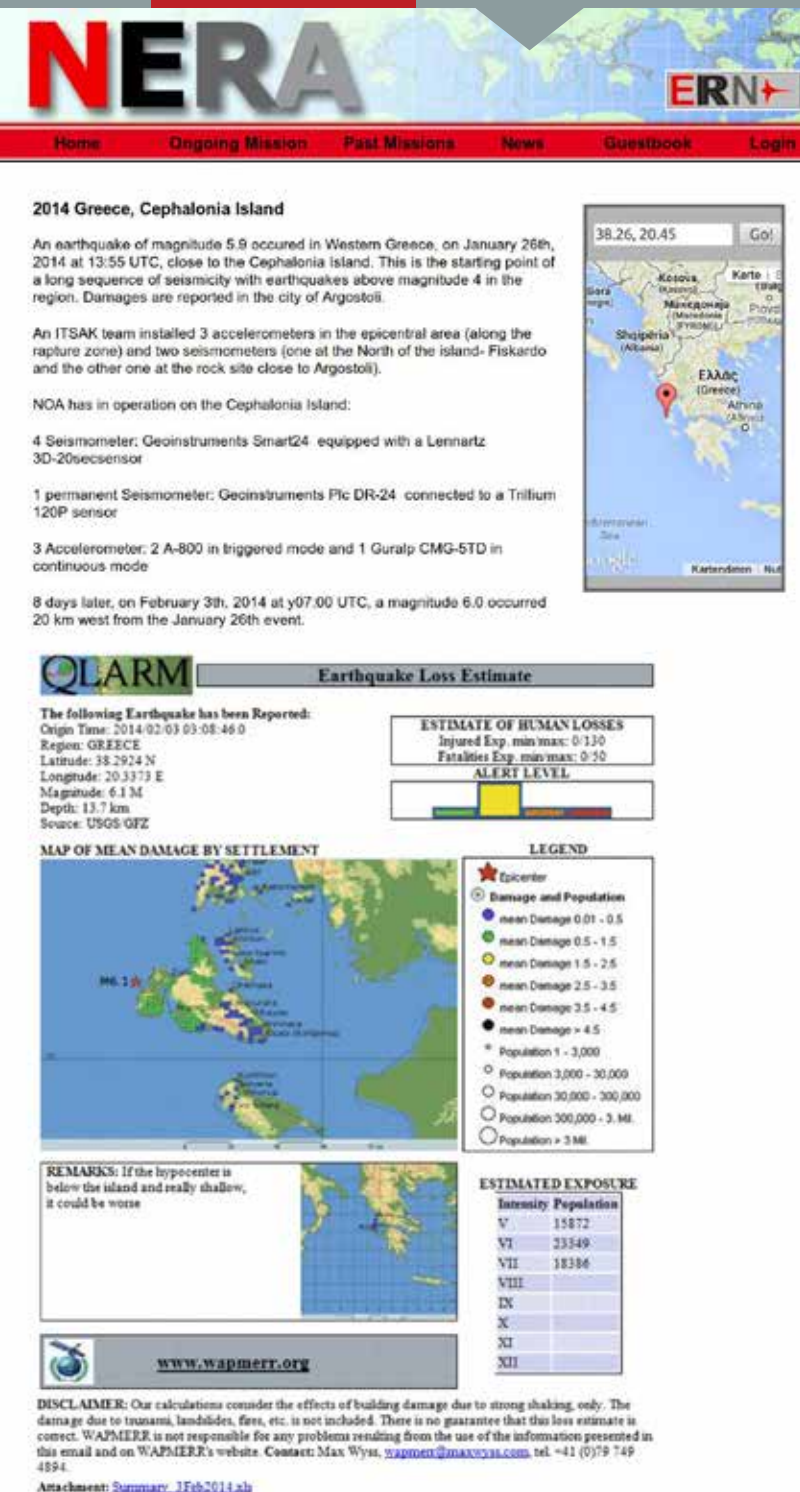 NERA
ERN
Home Ongoing Mission Past Missions News Guestbook Login
2014 Greece, Cephalonia Island
An earthquake of magnitude 5.9 occured in Western Greece, on January 26th,
2014 at 13:55 UTC, close to the Cephalonia Island. This is the starting point of
a long sequence of seismicity with earthquakes above magnitude 4 in the
region. Damages are reported in the city of Argostoli.
An ITSAK team installed 3 accelerometers in the epicentral area (along the
rapture zone) and two seismometers (one at the North of the island- Fiskardo
and the other one at the rock site close to Argostoli).
NOA has in operation on the Cephalonia Island:
4 Seismometer: Geoinstruments Smart24 equipped with a Lennartz
3D-20secsensor
1 permanent Seismometer: Geoinstruments Plc DR-24 connected to a Trillium
120P sensor
3 Accelerometer: 2 A-800 in triggered mode and 1 Guralp CMG-5TD in
continuous mode
8 days later, on February 3th, 2014 at y07:00 UTC, a magnitude 6.0 occurred
20 km west from the January 26th event.
38.26, 20.45 Go!
Kosova Karte
(Kosovo)
Македонија
(Macedonia
(FYROM))
Shqipëria
(Albania)
Ελλάς
(Greece)
Αθήνα
Sea
Kartendaten
QLARM Earthquake Loss Estimate
The following Earthquake has been Reported:
Origin Time: 2014/02/03 03:08:46.0
Region: GREECE
Latitude: 38.2924 N
Longitude: 20.3373 E
Magnitude: 6.1 M
Depth: 13.7 km
Source: USGS/GFZ
ESTIMATE OF HUMAN LOSSES
Injured Exp. min/max: 0/130
Fatalities Exp. min/max: 0/50
ALERT LEVEL
MAP OF MEAN DAMAGE BY SETTLEMENT
M6.1
LEGEND
Epicenter
Damage and Population
mean Damage 0.01 - 0.5
mean Damage 0.5 - 1.5
mean Damage 1.5 - 2.5
mean Damage 2.5 - 3.5
mean Damage 3.5 - 4.5
mean Damage > 4.5
Population 1 - 3,000
Population 3,000 - 30,000
Population 30,000 - 300,000
Population 300,000 - 3. Mil.
Population > 3 Mil.
REMARKS: If the hypocenter is
below the island and really shallow,
it could be worse
ESTIMATED EXPOSURE
Intensity Population
V 15872
VI 23349
VII 18386
VIII
IX
X
XI
XII
www.wapmerr.org
DISCLAIMER: Our calculations consider the effects of building damage due to strong shaking, only. The
damage due to tsunami, landslides, fires, etc. is not included. There is no guarantee that this loss estimate is
correct. WAPMERR is not responsible for any problems resulting from the use of the information presented in
this email and on WAPMERR's website. Contact: Max Wyss, wapmerr@maxwyss.com, tel. +41 (0)79 749
4894.
Attachment: Summary_3Feb2014.xls